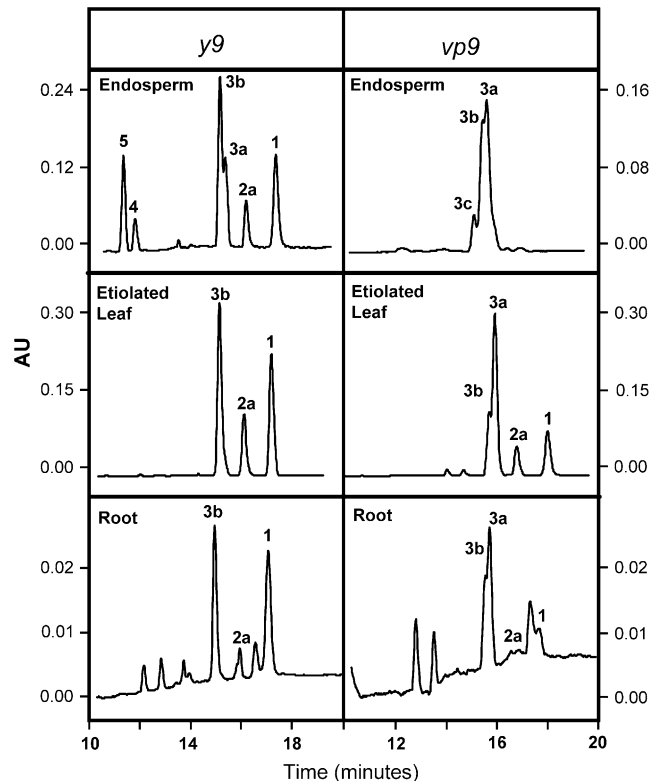 y9 vp9
Endosperm Endosperm
0.24 0.16
3b 3a
3b
5 3a 1
0.12 0.08
2a
4 3c
0.00 0.00
Etiolated Leaf Etiolated Leaf
3b 3a
0.30 0.30
1
AU
2a 3b 1
0.15 0.15
2a
0.00 0.00
Root Root
3b 3a
1 3b
0.02 0.02
2a 2a 1
0.01 0.01
0.00 0.00
10 14 18 12 16 20
Time (minutes)